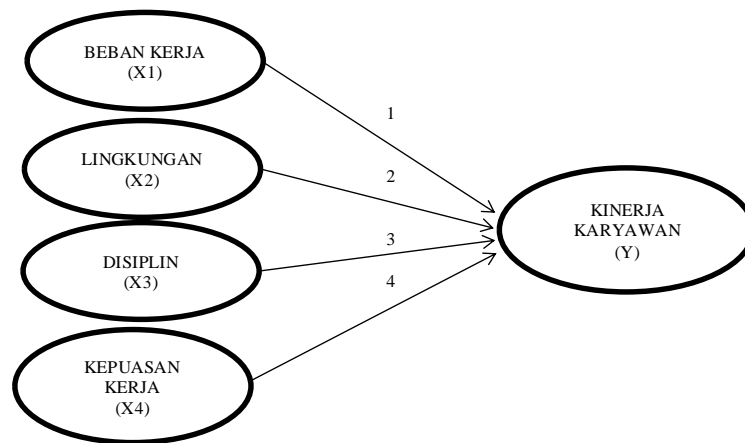 BEBAN KERJA
(X1)
1
LINGKUNGAN
(X2)
2
KINERJA
KARYAWAN
(Y)
DISIPLIN
(X3)
3
4
KEPUASAN
KERJA
(X4)